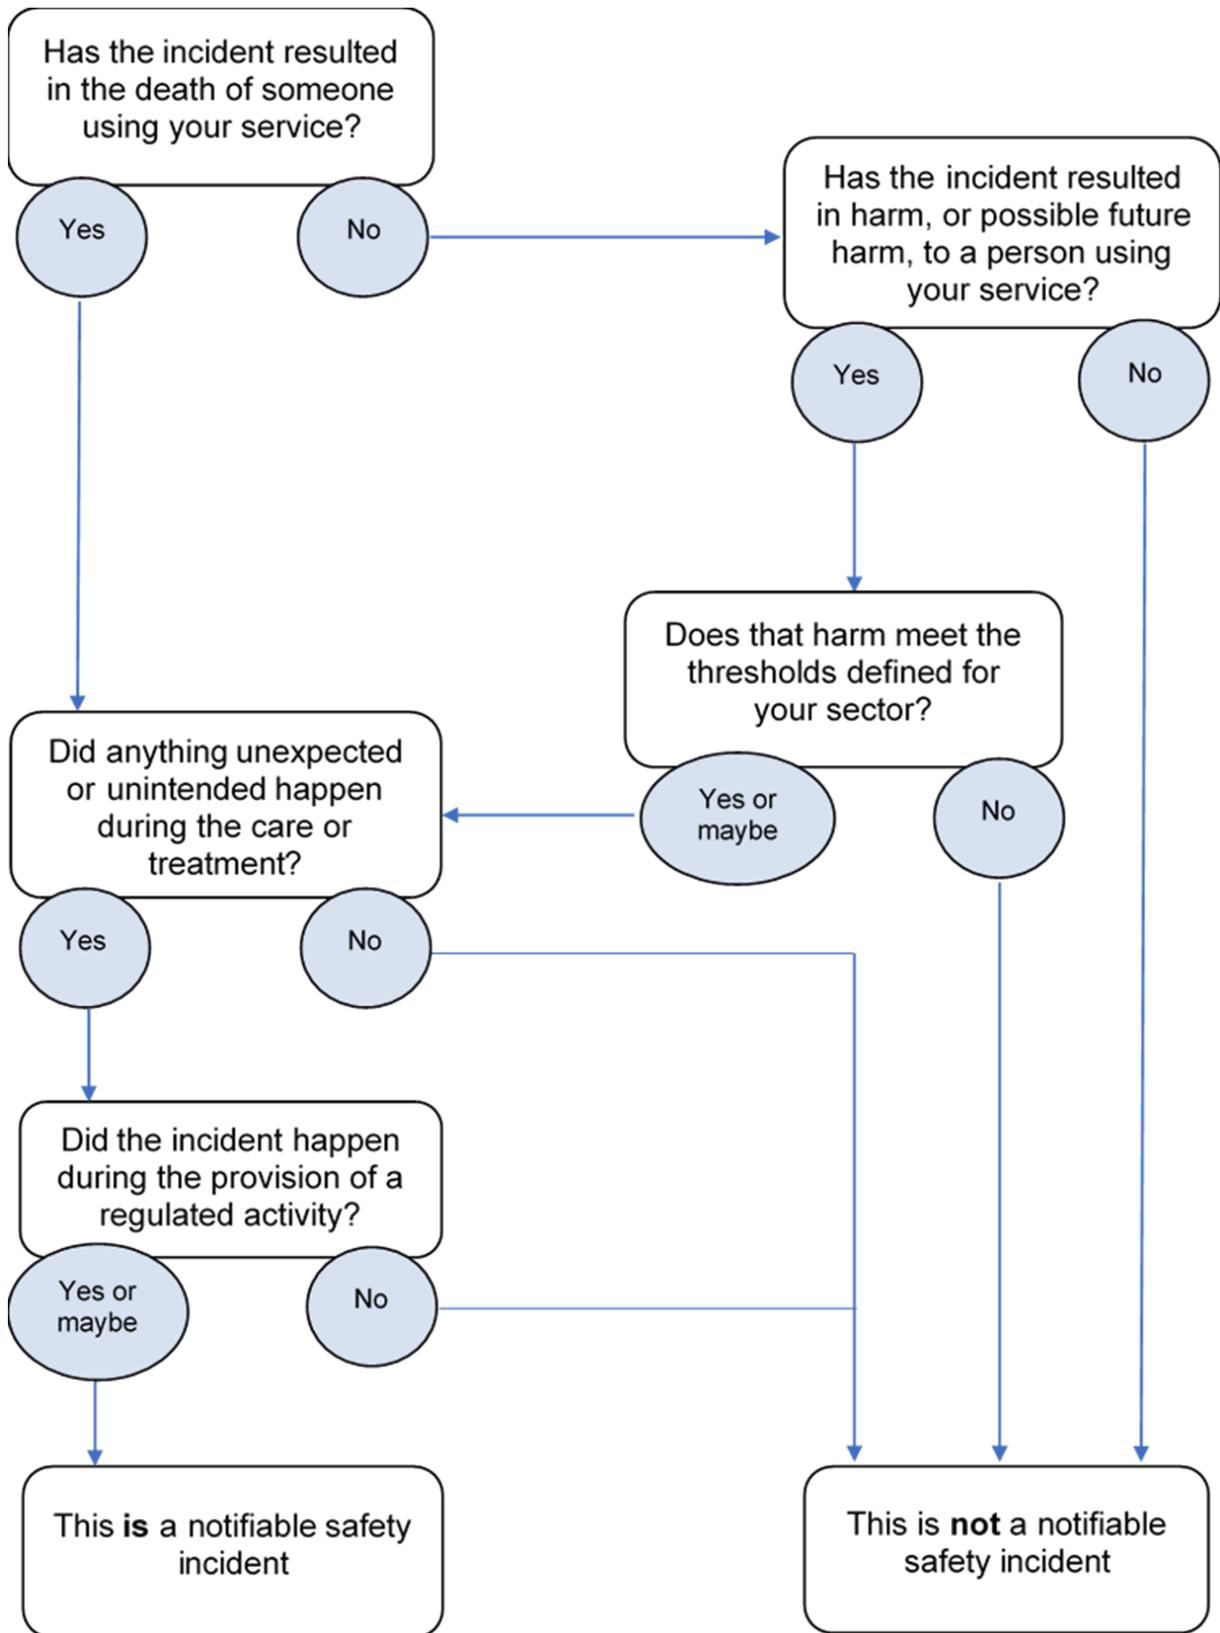 Has the incident resulted
in the death of someone
using your service?
Yes
No
Has the incident resulted
in harm, or possible future
harm, to a person using
your service?
Yes
No
Does that harm meet the
thresholds defined for
your sector?
Yes or
maybe
No
Did anything unexpected
or unintended happen
during the care or
treatment?
Yes
No
Did the incident happen
during the provision of a
regulated activity?
Yes or
maybe
No
This is a notifiable safety
incident
This is not a notifiable
safety incident